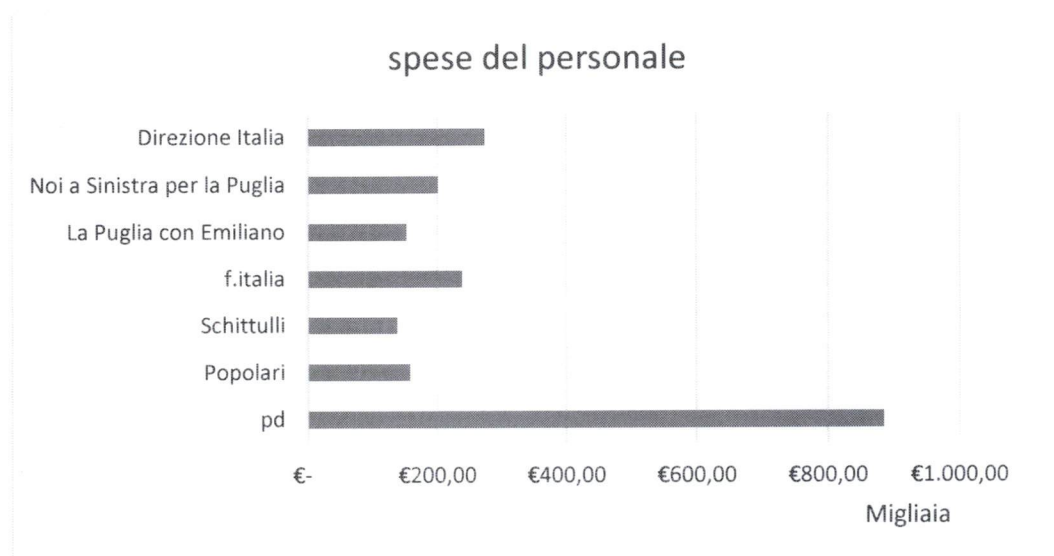 spese del personale
Direzione Italia
Noi a Sinistra per la Puglia
La Puglia con Emiliano
f.italia
Schittulli
Popolari
pd
€- €200,00 €400,00 €600,00 €800,00 €1.000,00
Migliaia